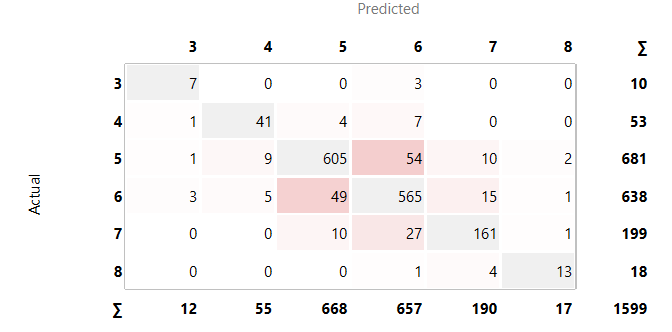 Predicted
3 4 5 6 7 8 ∑
3 7 0 0 3 0 0 10
4 1 41 4 7 0 0 53
5 1 9 605 54 10 2 681
6 3 5 49 565 15 1 638
7 0 0 10 27 161 1 199
8 0 0 0 1 4 13 18
∑ 12 55 668 657 190 17 1599
Actual